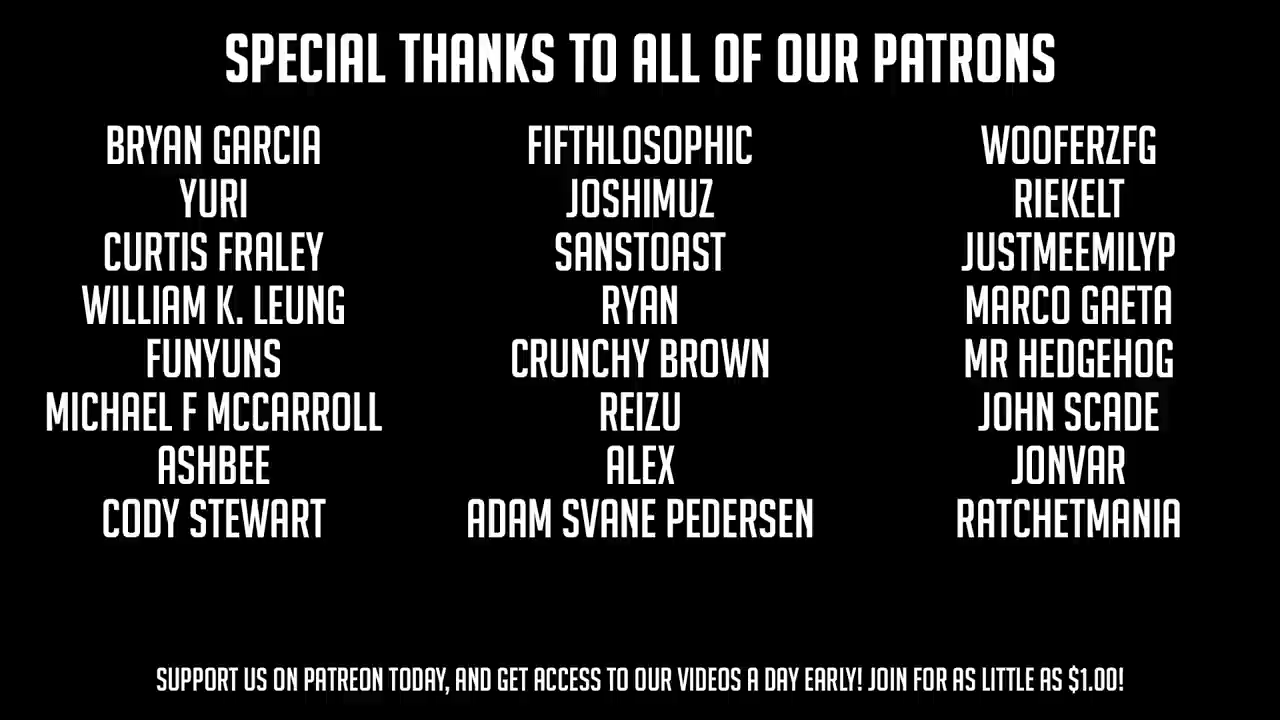 SPECIAL THANKS TO ALL OF OUR PATRONS
BRYAN GARCIA
YURI
CURTIS FRALEY
WILLIAM K. LEUNG
FUNYUNS
MICHAEL F MCCARROLL
ASHBEE
CODY STEWART
FIFTHLOSOPHIC
JOSHIMUZ
SANSTOAST
RYAN
CRUNCHY BROWN
REIZU
ALEX
ADAM SVANE PEDERSEN
WOOFERZFG
RIEKELT
JUSTMEEMILYP
MARCO GAETA
MR HEDGEHOG
JOHN SCADE
JONVAR
RATCHETMANIA
SUPPORT US ON PATREON TODAY, AND GET ACCESS TO OUR VIDEOS A DAY EARLY! JOIN FOR AS LITTLE AS $1.00!